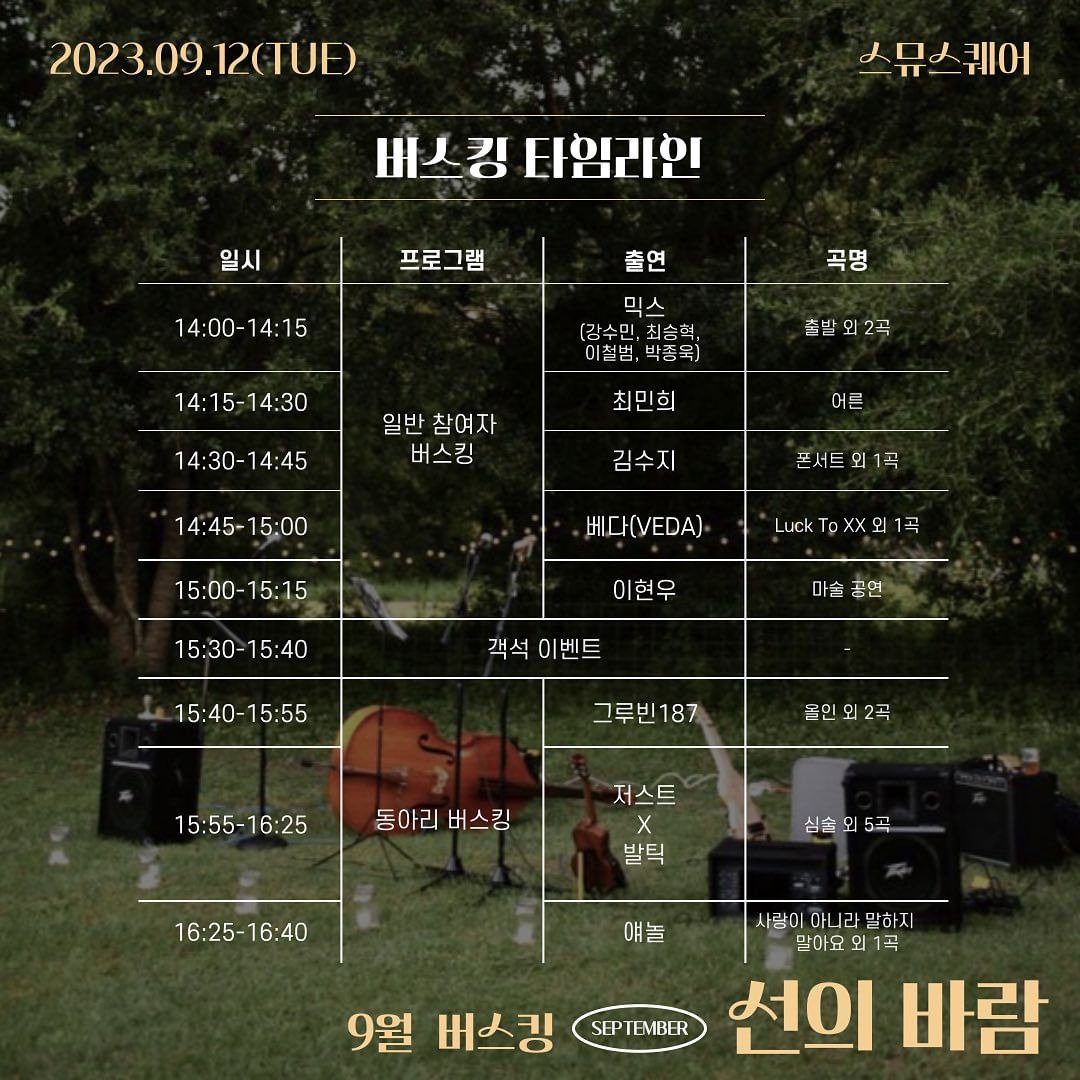 2023.09.12(TUE)
스뮤스퀘어
버스킹 타임라인
일시 프로그램 출연 곡명
14:00-14:15
일반 참여자
버스킹
믹스
(강수민, 최승혁,
이철범, 박종욱)
출발 외 2곡
14:15-14:30 최민희 어른
14:30-14:45 김수지 폰서트 외 1곡
14:45-15:00 베다(VEDA) Luck To XX 외 1곡
15:00-15:15 이현우 마술 공연
15:30-15:40 객석 이벤트 -
15:40-15:55 그루빈187 올인 외 2곡
동아리 버스킹
15:55-16:25
저스트
X
발틱
심술 외 5곡
16:25-16:40 얘놀
사랑이 아니라 말하지
말아요 외 1곡
9월 버스킹 SEPTEMBER 선의 바람
PEAVEY
PEAVEY